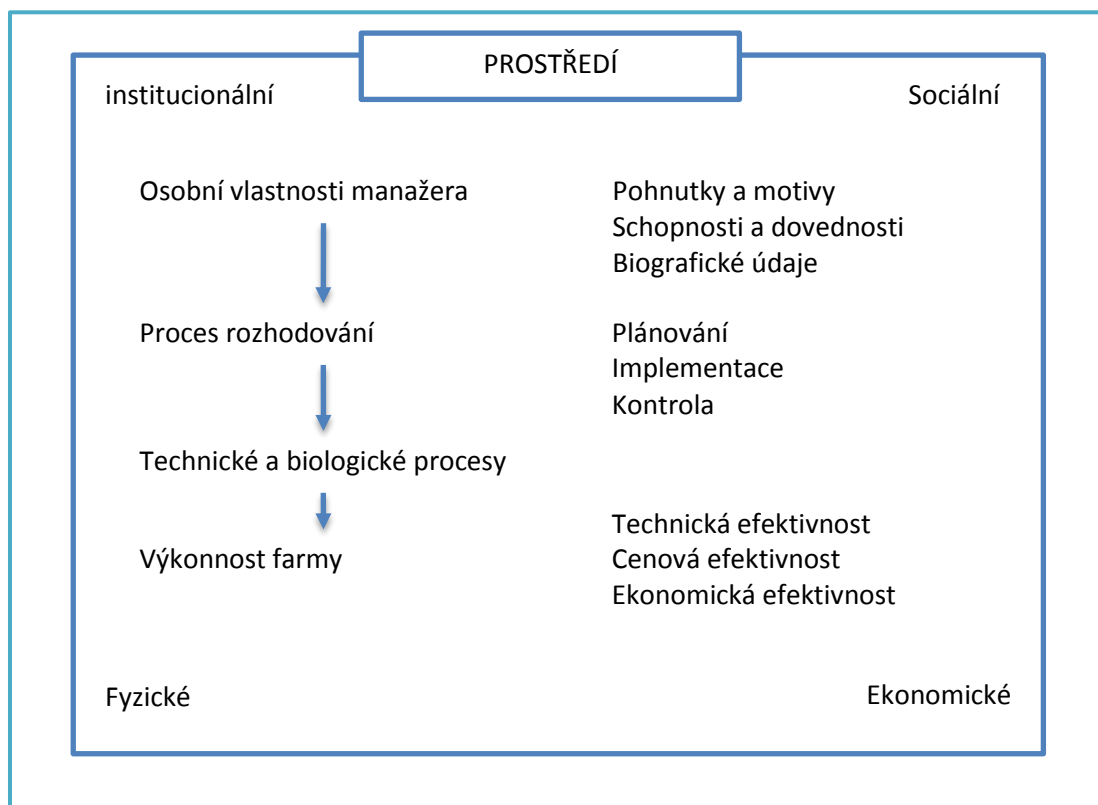 PROSTŘEDÍ
institucionální
Sociální
Osobní vlastnosti manažera
Pohnutky a motivy
Schopnosti a dovednosti
Biografické údaje
Proces rozhodování
Plánování
Implementace
Kontrola
Technické a biologické procesy
Výkonnost farmy
Technická efektivnost
Cenová efektivnost
Ekonomická efektivnost
Fyzické
Ekonomické